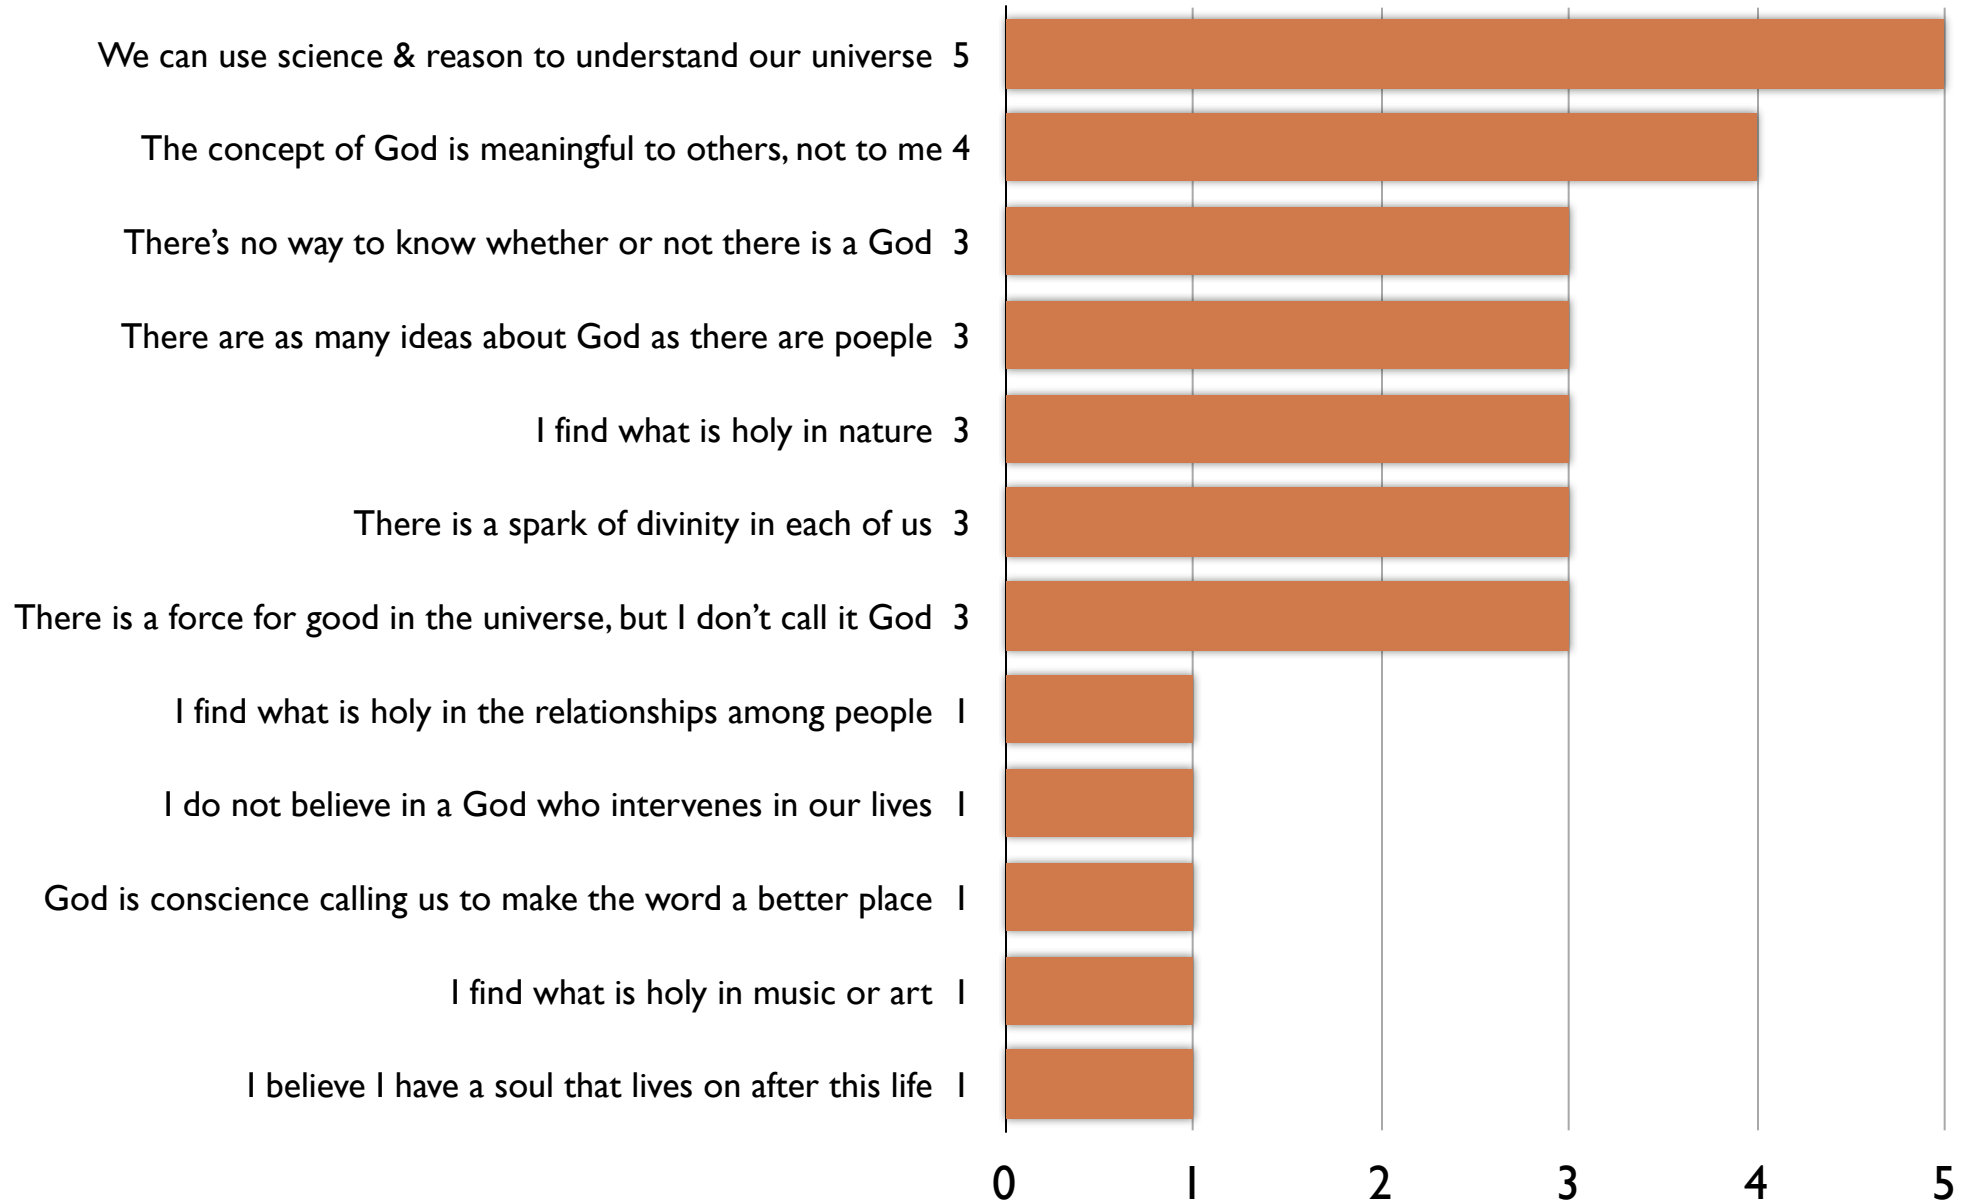 We can use science & reason to understand our universe 5
The concept of God is meaningful to others, not to me 4
There’s no way to know whether or not there is a God 3
There are as many ideas about God as there are poeple 3
I find what is holy in nature 3
There is a spark of divinity in each of us 3
There is a force for good in the universe, but I don’t call it God 3
I find what is holy in the relationships among people 1
I do not believe in a God who intervenes in our lives 1
God is conscience calling us to make the word a better place 1
I find what is holy in music or art 1
I believe I have a soul that lives on after this life 1
0 1 2 3 4 5